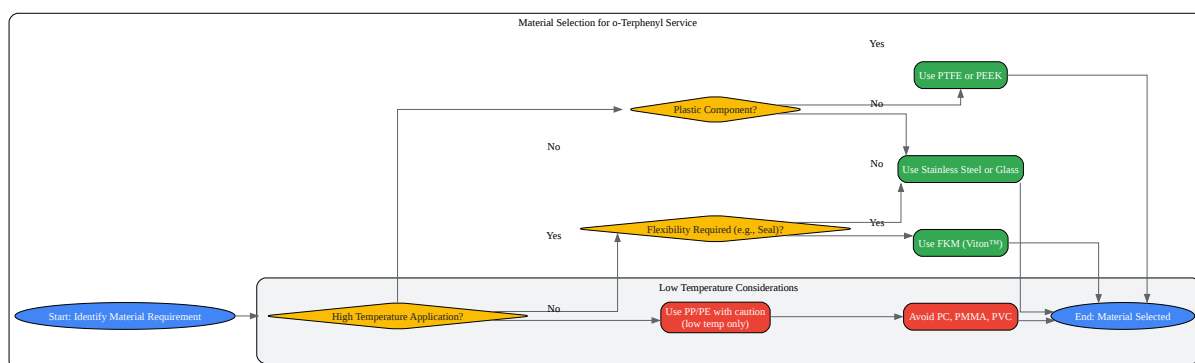 Material Selection for o-Terphenyl Service
Yes
Use PTFE or PEEK
Plastic Component?
No
No
No
Use Stainless Steel or Glass
Flexibility Required (e.g., Seal)?
Yes
Yes
Use FKM (Viton™)
Low Temperature Considerations
Start: Identify Material Requirement
High Temperature Application?
No
Use PP/PE with caution
(low temp only)
Avoid PC, PMMA, PVC
End: Material Selected